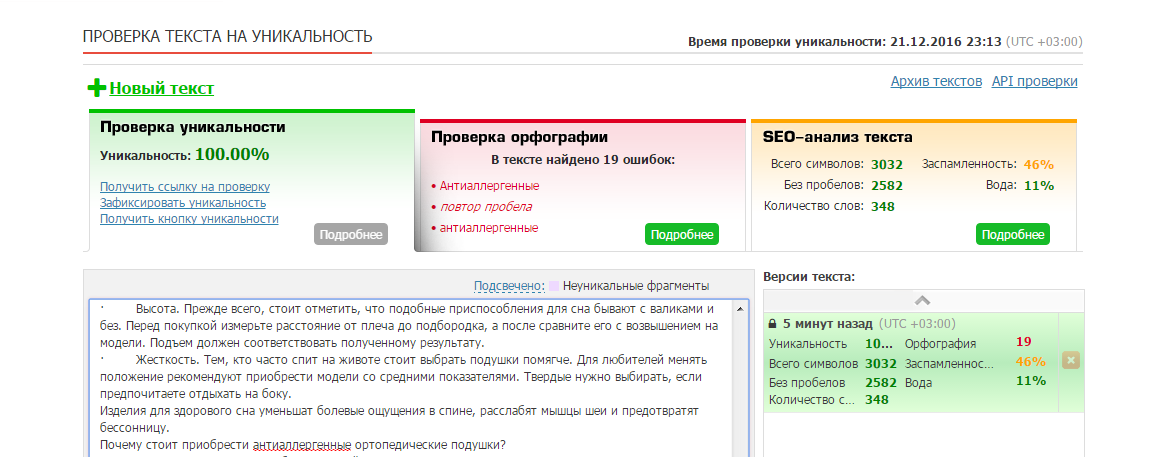 ПРОВЕРКА ТЕКСТА НА УНИКАЛЬНОСТЬ
Время проверки уникальности: 21.12.2016 23:13 (UTC +03:00)
Новый текст
Архив текстов API проверки
Проверка уникальности
Уникальность: 100.00%
Получить ссылку на проверку
Зафиксировать уникальность
Получить кнопку уникальности
Подробнее
Проверка орфографии
В тексте найдено 19 ошибок:
• Антиаллергенные
• повтор пробела
• антиаллергенные
Подробнее
SEO-анализ текста
Всего символов: 3032 Заспамленность: 46%
Без пробелов: 2582 Вода: 11%
Количество слов: 348
Подробнее
Подсвечено: Неуникальные фрагменты
· Высота. Прежде всего, стоит отметить, что подобные приспособления для сна бывают с валиками и
без. Перед покупкой измерьте расстояние от плеча до подбородка, а после сравните его с возвышением на
модели. Подъем должен соответствовать полученному результату.
· Жесткость. Тем, кто часто спит на животе стоит выбрать подушки помягче. Для любителей менять
положение рекомендуют приобрести модели со средними показателями. Твердые нужно выбирать, если
предпочитаете отдыхать на боку.
Изделия для здорового сна уменьшат болевые ощущения в спине, расслабят мышцы шеи и предотвратят
бессонницу.
Почему стоит приобрести антиаллергенные ортопедические подушки?
Версии текста:
5 минут назад (UTC +03:00)
Уникальность 10... Орфография 19
Всего символов 3032 Заспамленнос... 46%
Без пробелов 2582 Вода 11%
Количество с... 348